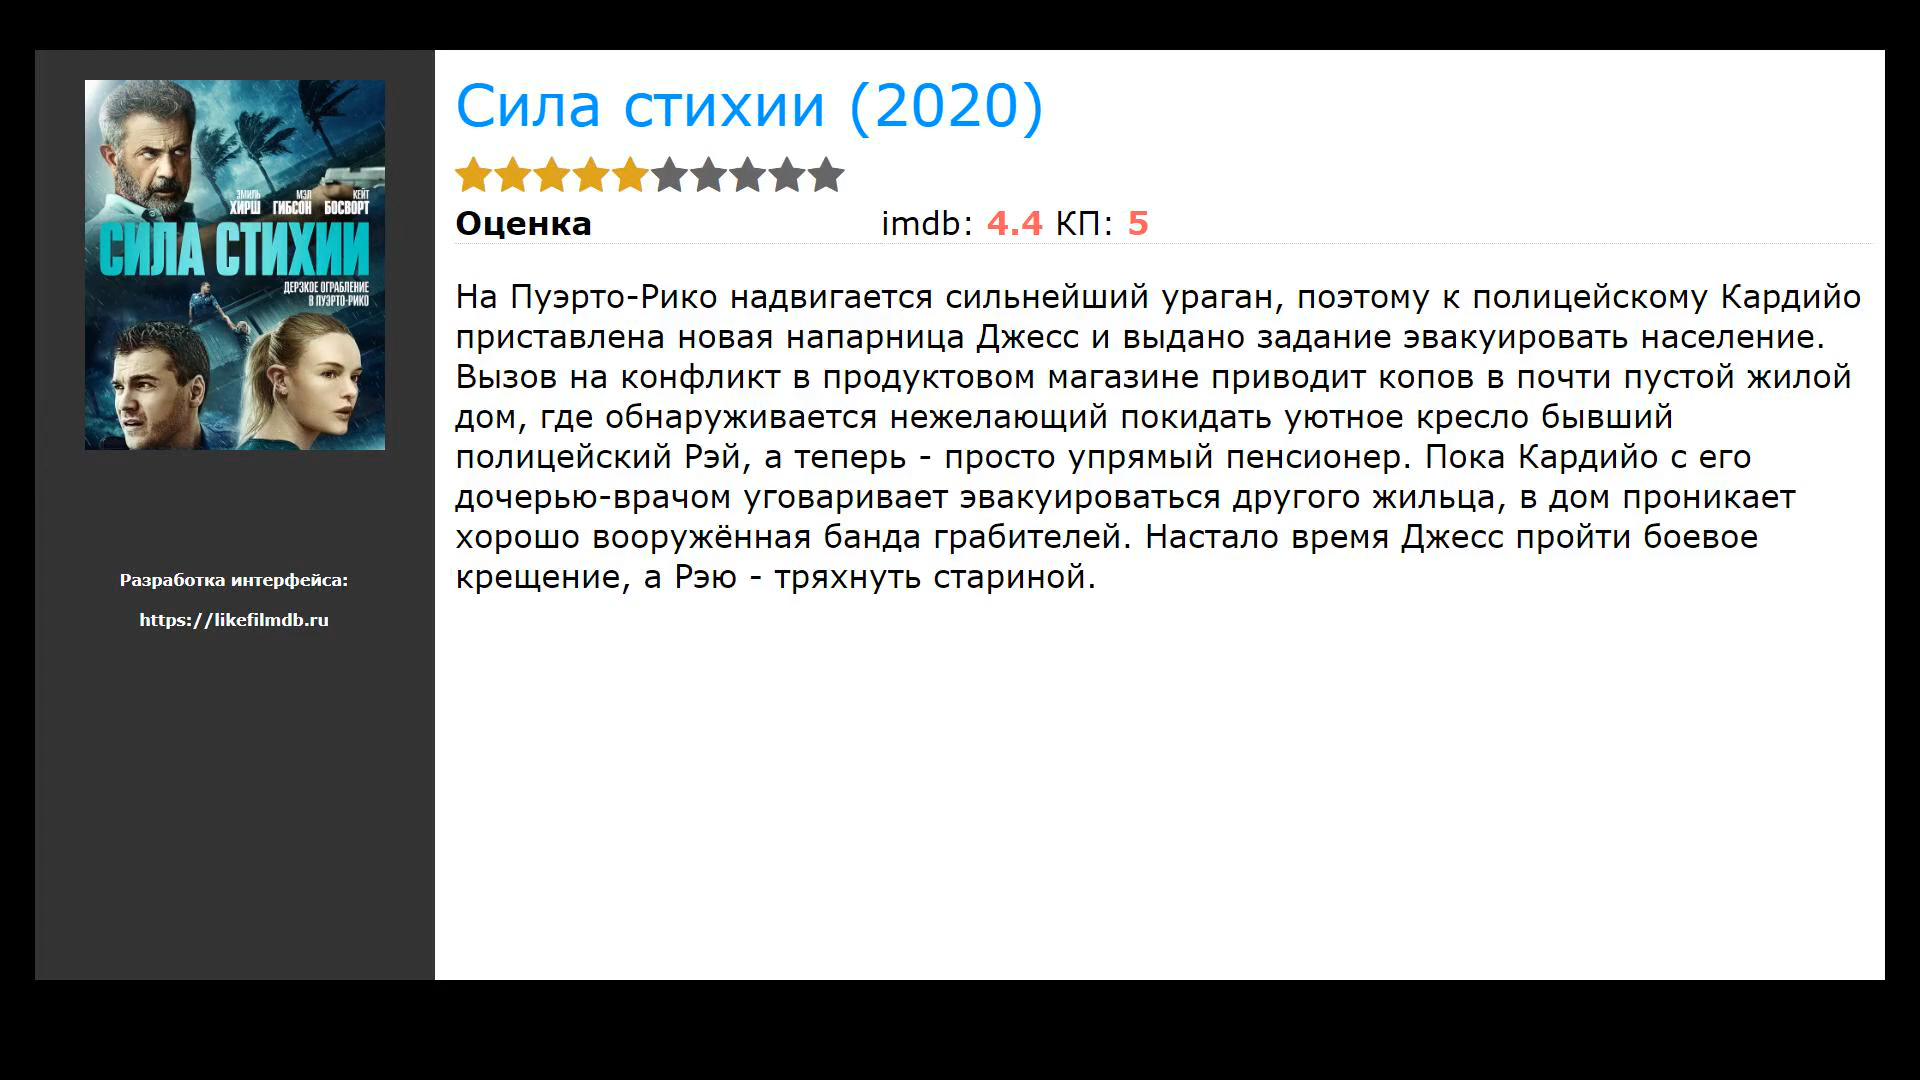 Сила стихии (2020)
Оценка imdb: 4.4 КП: 5
На Пуэрто-Рико надвигается сильнейший ураган, поэтому к полицейскому Кардийо
приставлена новая напарница Джесс и выдано задание эвакуировать население.
Вызов на конфликт в продуктовом магазине приводит копов в почти пустой жилой
дом, где обнаруживается нежелающий покидать уютное кресло бывший
полицейский Рэй, а теперь - просто упрямый пенсионер. Пока Кардийо с его
дочерью-врачом уговаривает эвакуироваться другого жильца, в дом проникает
хорошо вооружённая банда грабителей. Настало время Джесс пройти боевое
крещение, а Рэю - тряхнуть стариной.
ЭМИЛЬ ХИРШ
МЭЛ ГИБСОН
КЕЙТ БОСВОРТ
СИЛА СТИХИИ
ДЕРЗКОЕ ОГРАБЛЕНИЕ
В ПУЭРТО-РИКО
Разработка интерфейса:
https://likefilmdb.ru